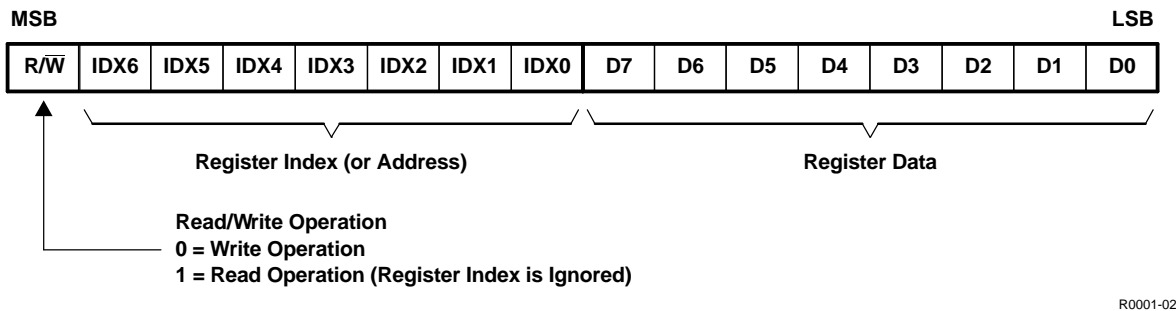 MSB LSB
R/W̅ IDX6 IDX5 IDX4 IDX3 IDX2 IDX1 IDX0 D7 D6 D5 D4 D3 D2 D1 D0
Register Index (or Address) Register Data
Read/Write Operation
0 = Write Operation
1 = Read Operation (Register Index is Ignored)
R0001-02